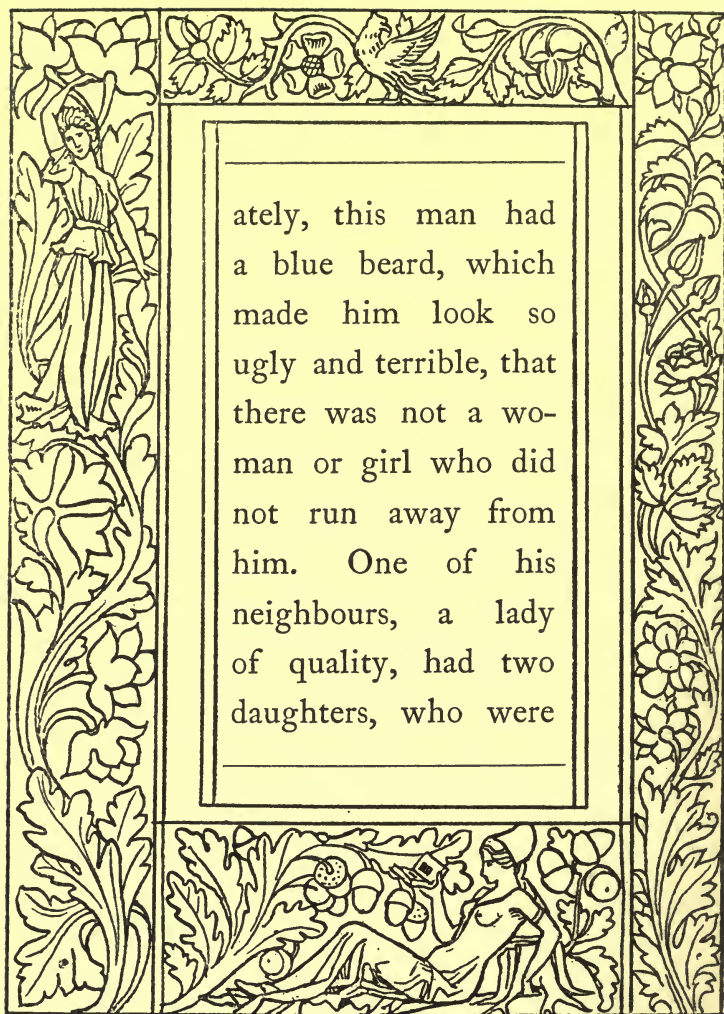 ately, this man had
a blue beard, which
made him look so
ugly and terrible, that
there was not a wo-
man or girl who did
not run away from
him. One of his
neighbours, a lady
of quality, had two
daughters, who were